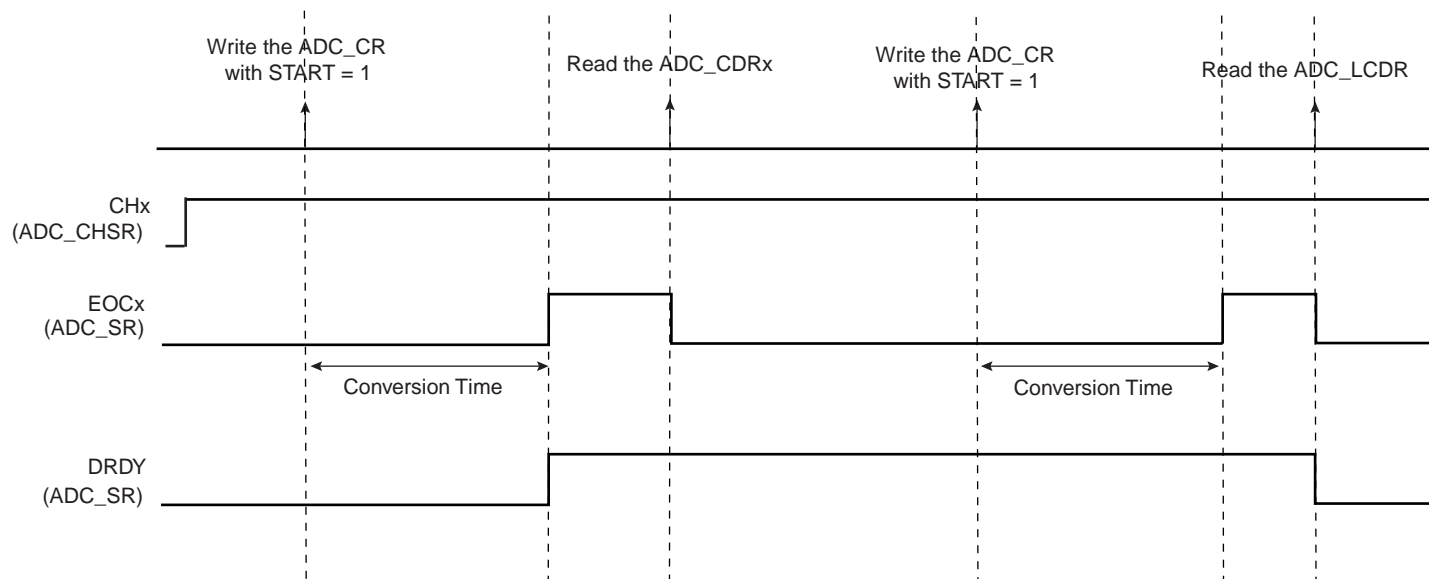 Write the ADC_CR
with START = 1
Read the ADC_CDRx
Write the ADC_CR
with START = 1
Read the ADC_LCDR
CHx
(ADC_CHSR)
EOCx
(ADC_SR)
Conversion Time
Conversion Time
DRDY
(ADC_SR)